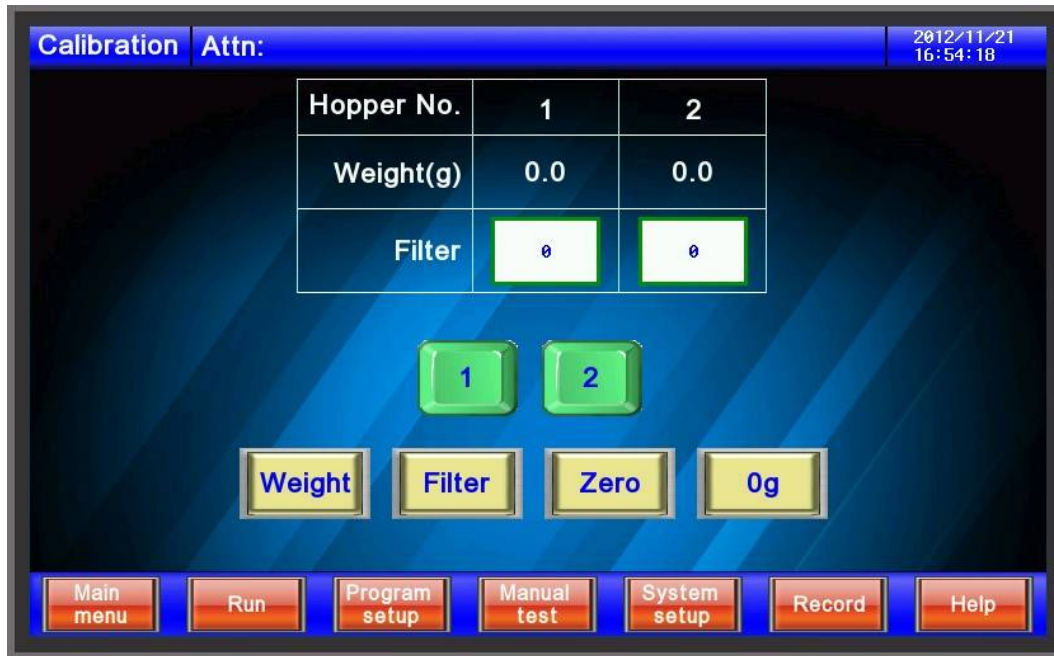 Calibration Attn: 2012/11/21
16:54:18
Hopper No. 1 2
Weight(g) 0.0 0.0
Filter 0 0
1 2
Weight Filter Zero 0g
Main menu Run Program setup Manual test System setup Record Help